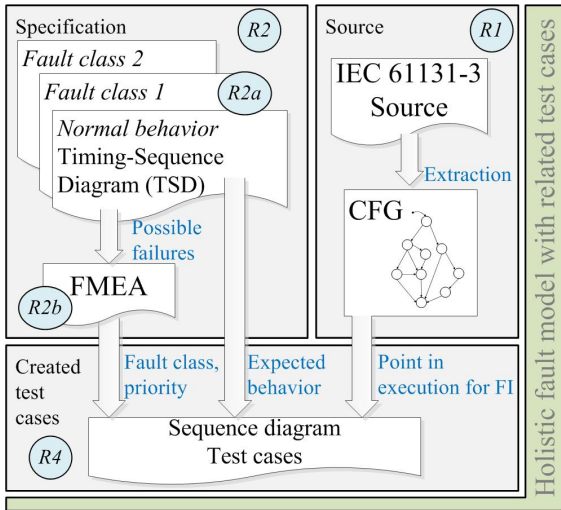 Specification
R2
Fault class 2
Fault class 1
R2a
Normal behavior
Timing-Sequence
Diagram (TSD)
Possible
failures
FMEA
R2b
Source
R1
IEC 61131-3
Source
Extraction
CFG
Created
test
cases
R4
Fault class,
priority
Expected
behavior
Point in
execution for FI
Sequence diagram
Test cases
Holistic fault model with related test cases